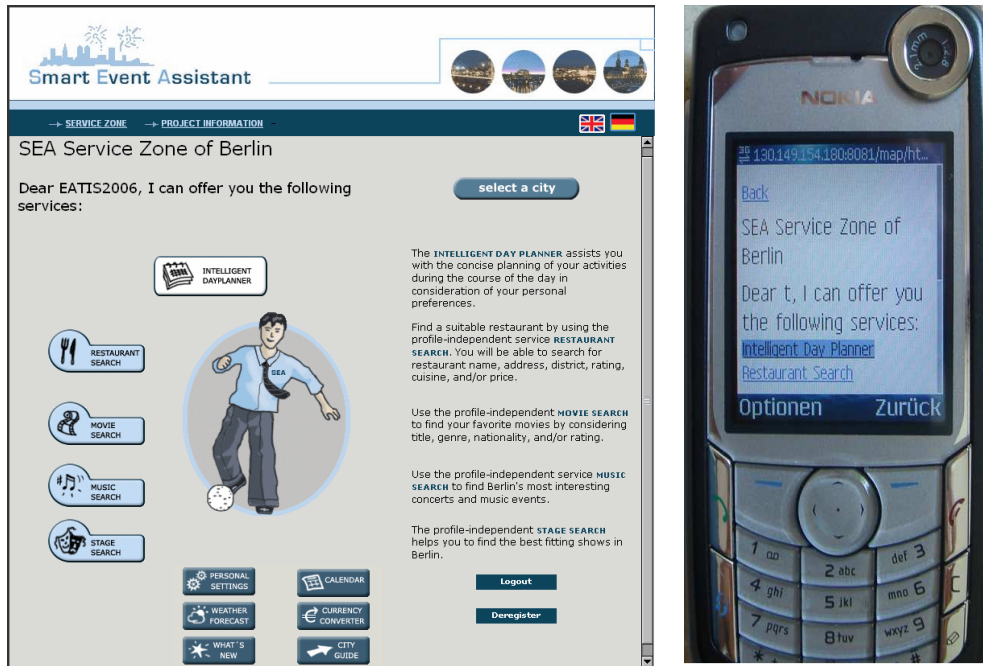 Smart Event Assistant
SERVICE ZONE PROJECT INFORMATION
SEA Service Zone of Berlin
Dear EATIS2006, I can offer you the following
services:
select a city
INTELLIGENT
DAYPLANNER
RESTAURANT
SEARCH
MOVIE
SEARCH
MUSIC
SEARCH
STAGE
SEARCH
SEA
The INTELLIGENT DAY PLANNER assists you
with the concise planning of your activities
during the course of the day in
consideration of your personal
preferences.
Find a suitable restaurant by using the
profile-independent service RESTAURANT
SEARCH. You will be able to search for
restaurant name, address, district, rating,
cuisine, and/or price.
Use the profile-independent MOVIE SEARCH
to find your favorite movies by considering
title, genre, nationality, and/or rating.
Use the profile-independent service MUSIC
SEARCH to find Berlin's most interesting
concerts and music events.
The profile-independent STAGE SEARCH
helps you to find the best fitting shows in
Berlin.
PERSONAL
SETTINGS
CALENDAR
WEATHER
FORECAST
CURRENCY
CONVERTER
WHAT´S
NEW
CITY
GUIDE
Logout
Deregister
NOKIA
3G 130.149.154.180:8081/map/ht...
Back
SEA Service Zone of
Berlin
Dear t, I can offer you
the following services:
Intelligent Day Planner
Restaurant Search
Optionen Zurück
1
2 abc
def 3
4 ghi
5 jkl
mno 6
7 pqrs
8 tuv
wxyz 9
*
#